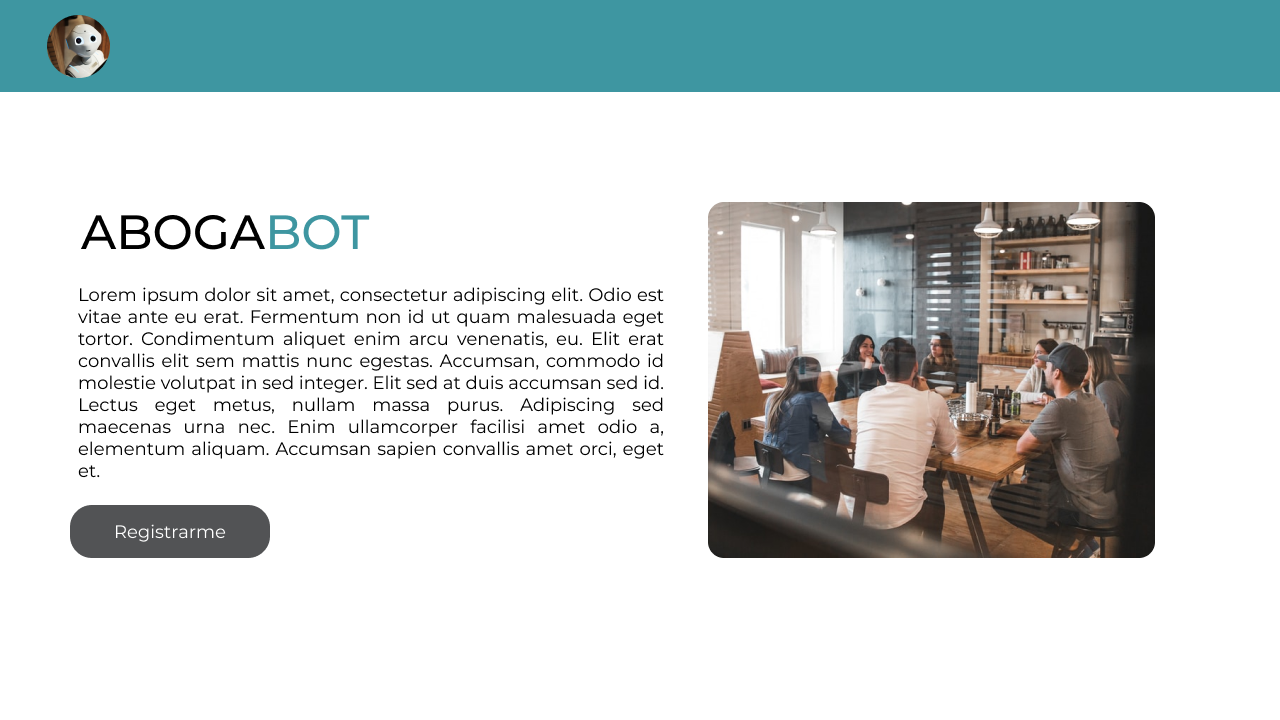 ABOGABOT
Lorem ipsum dolor sit amet, consectetur adipiscing elit. Odio est
vitae ante eu erat. Fermentum non id ut quam malesuada eget
tortor. Condimentum aliquet enim arcu venenatis, eu. Elit erat
convallis elit sem mattis nunc egestas. Accumsan, commodo id
molestie volutpat in sed integer. Elit sed at duis accumsan sed id.
Lectus eget metus, nullam massa purus. Adipiscing sed
maecenas urna nec. Enim ullamcorper facilisi amet odio a,
elementum aliquam. Accumsan sapien convallis amet orci, eget
et.
Registrarme